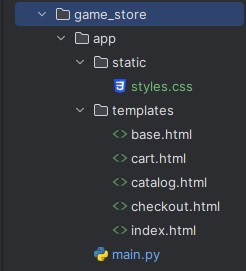 game_store
app
static
styles.css
templates
base.html
cart.html
catalog.html
checkout.html
index.html
main.py